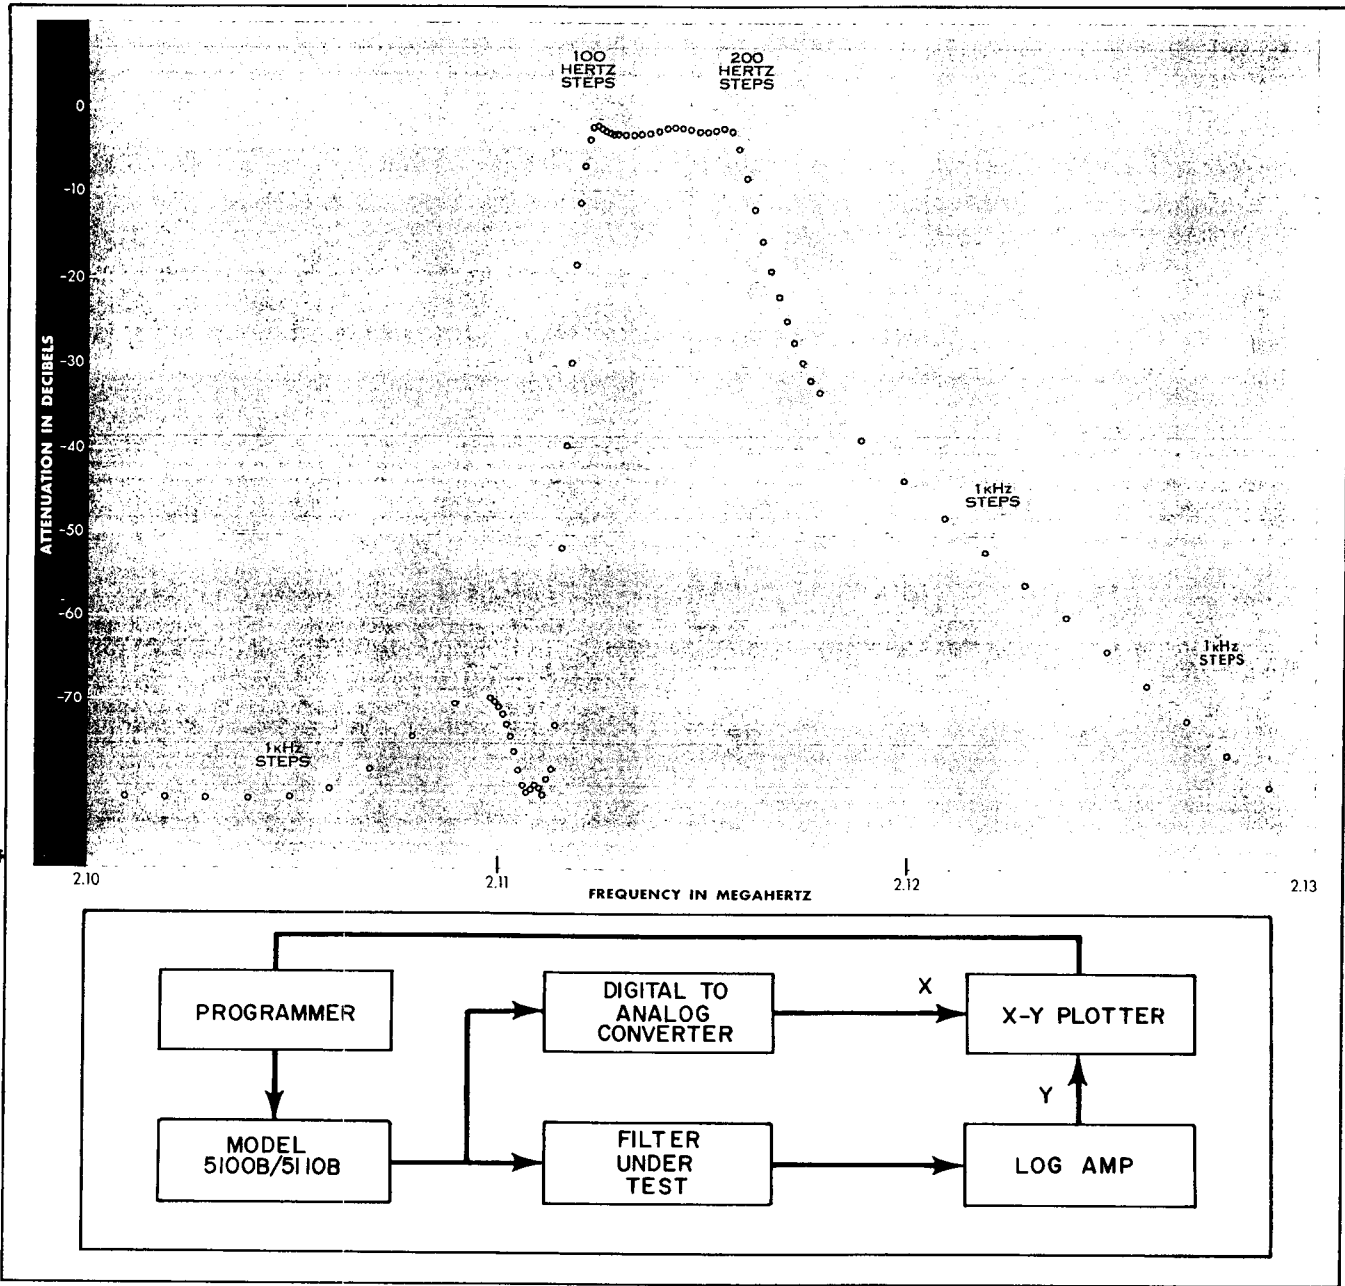 100
HERTZ
STEPS
200
HERTZ
STEPS
0
-10
-20
-30
-40
-50
-60
-70
ATTENUATION IN DECIBELS
1kHz
STEPS
1kHz
STEPS
1kHz
STEPS
2.10
2.11
2.12
2.13
FREQUENCY IN MEGAHERTZ
PROGRAMMER
DIGITAL TO
ANALOG
CONVERTER
X
X-Y PLOTTER
Y
MODEL
5100B/5110B
FILTER
UNDER
TEST
LOG AMP